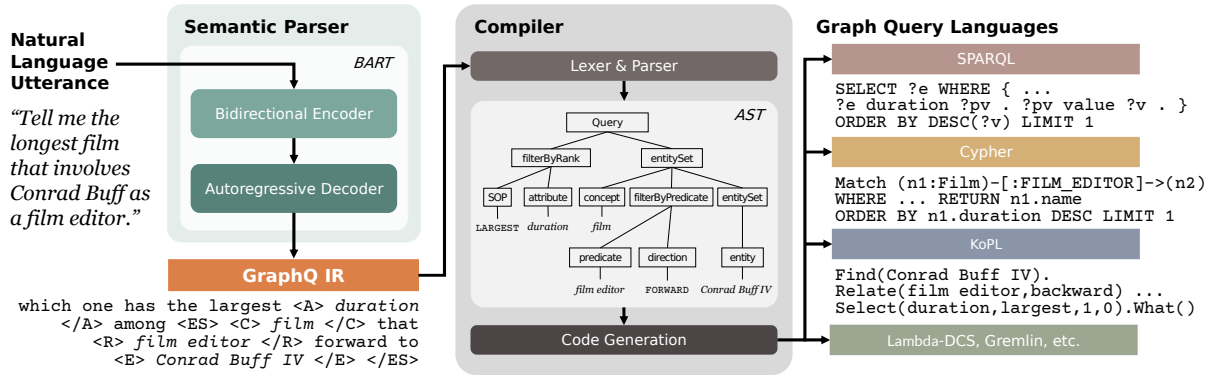 Natural
Language
Utterance
“Tell me the
longest film
that involves
Conrad Buff as
a film editor.”
Semantic Parser
BART
Bidirectional Encoder
Autoregressive Decoder
GraphQ IR
which one has the largest <A> duration
</A> among <ES> <C> film </C> that
<R> film editor </R> forward to
<E> Conrad Buff IV </E> </ES>
Compiler
Lexer & Parser
AST
Query
filterByRank entitySet
SOP attribute concept filterByPredicate entitySet
LARGEST duration film
predicate direction entity
film editor FORWARD Conrad Buff IV
Code Generation
Graph Query Languages
SPARQL
SELECT ?e WHERE { ...
?e duration ?pv . ?pv value ?v . }
ORDER BY DESC(?v) LIMIT 1
Cypher
Match (n1:Film)-[:FILM_EDITOR]->(n2)
WHERE ... RETURN n1.name
ORDER BY n1.duration DESC LIMIT 1
KoPL
Find(Conrad Buff IV).
Relate(film editor,backward) ...
Select(duration,largest,1,0).What()
Lambda-DCS, Gremlin, etc.